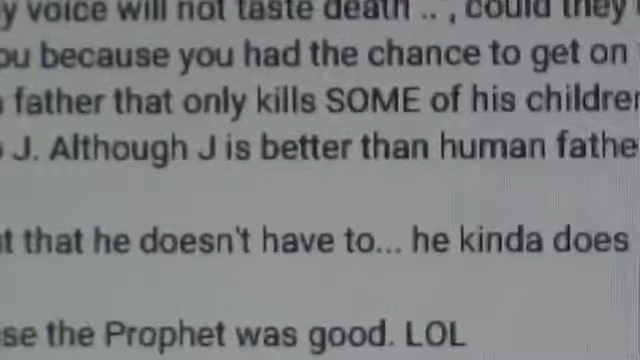 y voice will not taste death .. , could they
ou because you had the chance to get on
father that only kills SOME of his children
J. Although J is better than human fathe
t that he doesn't have to... he kinda does
se the Prophet was good. LOL